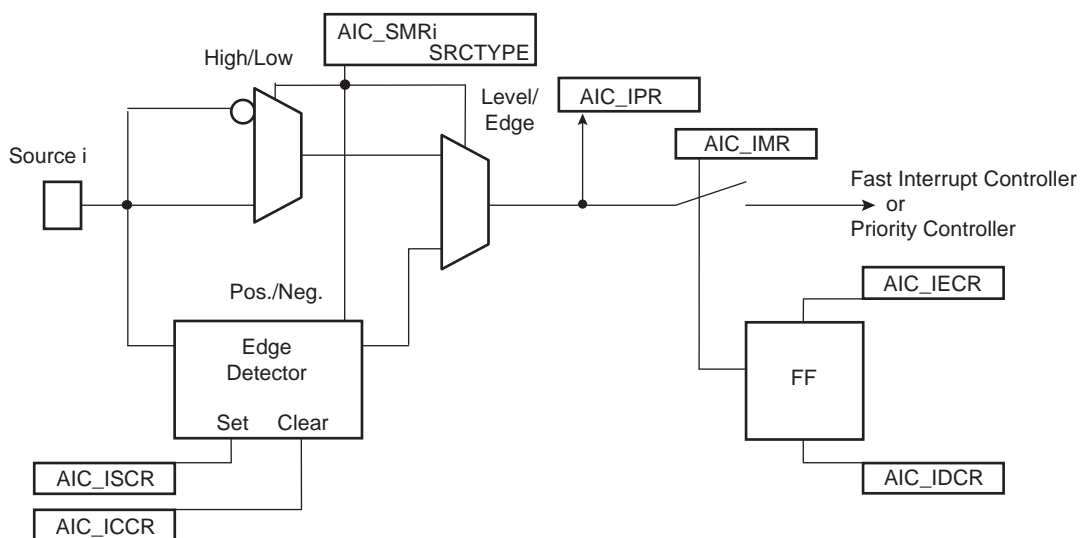 AIC_SMRi
SRCTYPE
High/Low
Level/
Edge
AIC_IPR
AIC_IMR
Source i
Fast Interrupt Controller
or
Priority Controller
Pos./Neg.
AIC_IECR
Edge
Detector
FF
Set Clear
AIC_ISCR
AIC_IDCR
AIC_ICCR